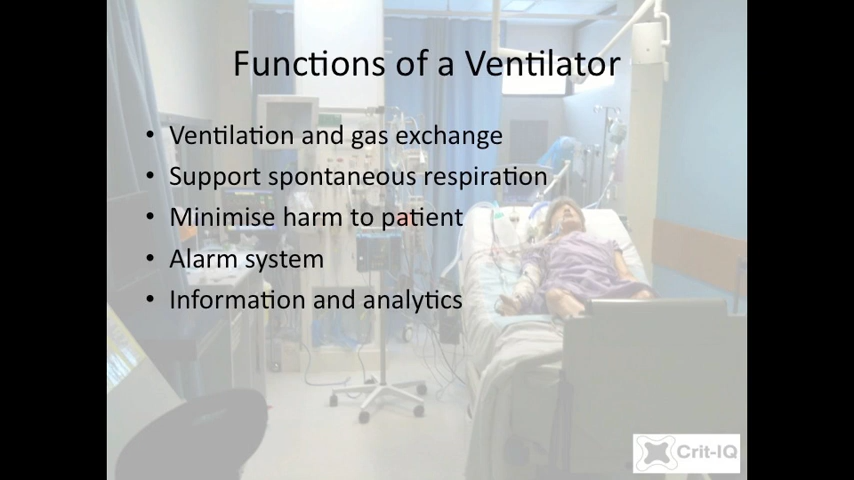 Functions of a Ventilator
• Ventilation and gas exchange
• Support spontaneous respiration
• Minimise harm to patient
• Alarm system
• Information and analytics
Crit-IQ